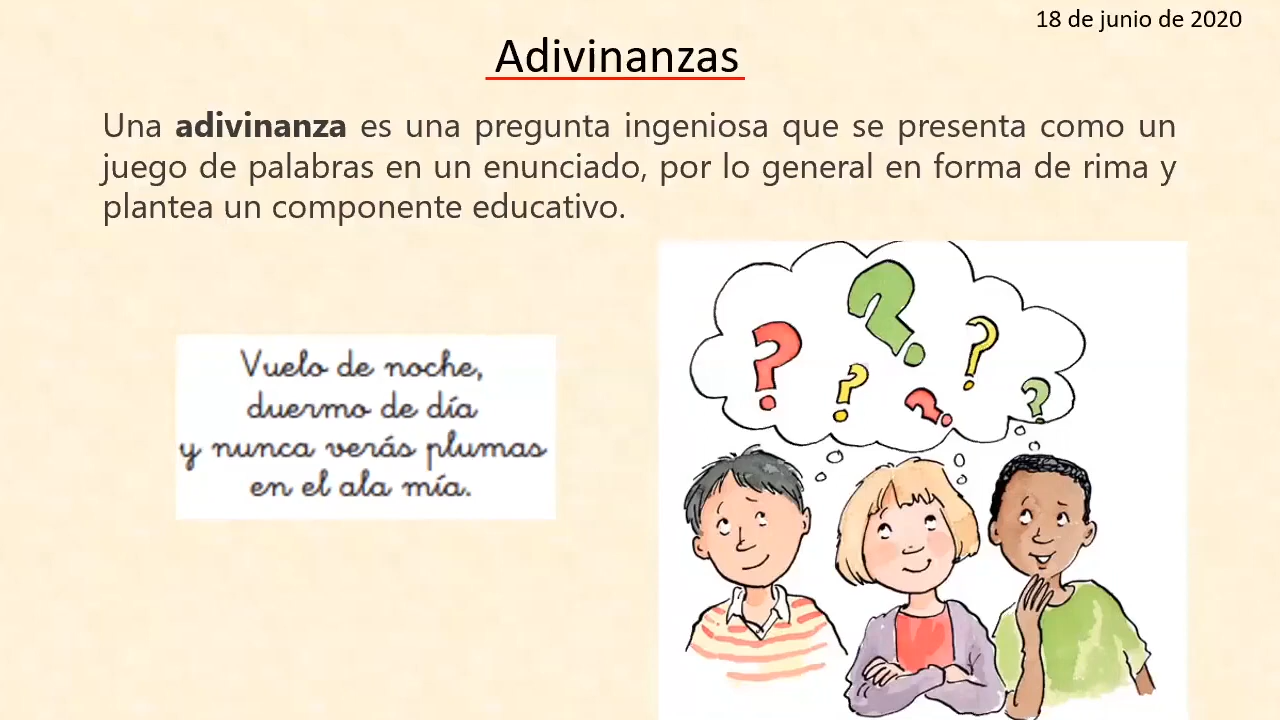 18 de junio de 2020
Adivinanzas
Una adivinanza es una pregunta ingeniosa que se presenta como un
juego de palabras en un enunciado, por lo general en forma de rima y
plantea un componente educativo.
Vuelo de noche,
duermo de día
y nunca verás plumas
en el ala mía.
? ? ? ? ? ?